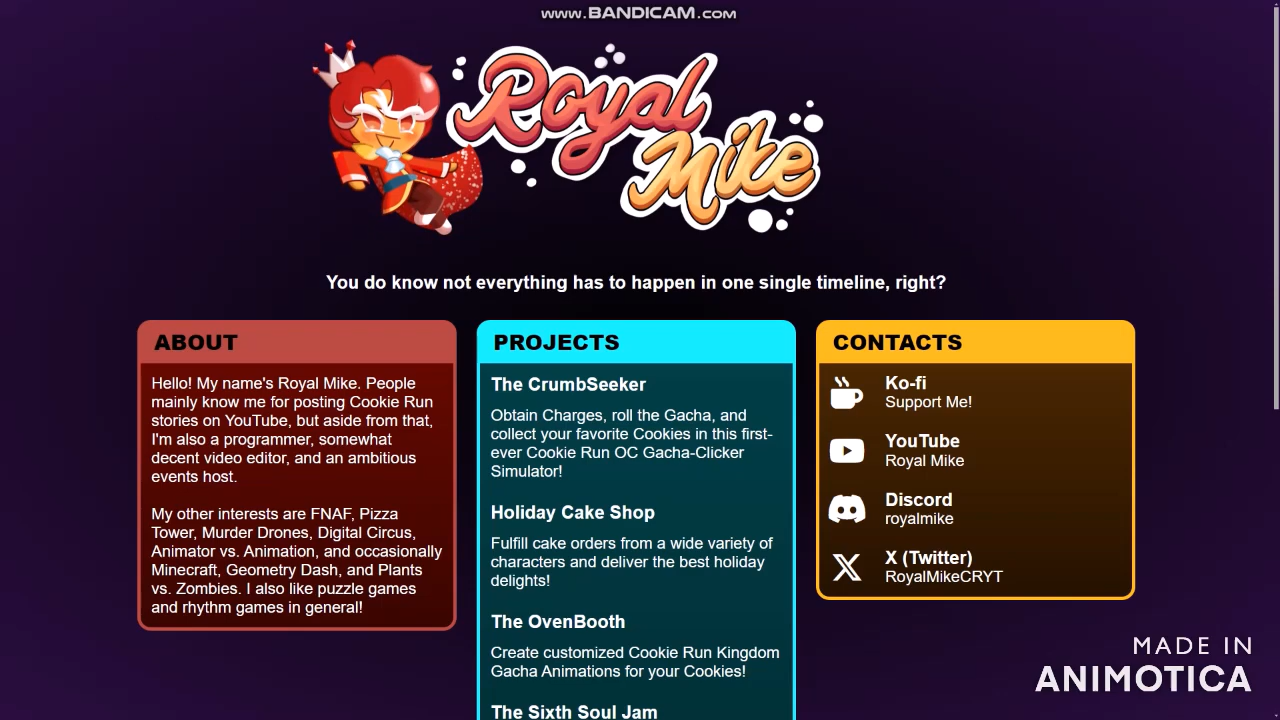 www.BANDICAM.com
Royal
Mike
You do know not everything has to happen in one single timeline, right?
ABOUT
Hello! My name's Royal Mike. People
mainly know me for posting Cookie Run
stories on YouTube, but aside from that,
I'm also a programmer, somewhat
decent video editor, and an ambitious
events host.
My other interests are FNAF, Pizza
Tower, Murder Drones, Digital Circus,
Animator vs. Animation, and occasionally
Minecraft, Geometry Dash, and Plants
vs. Zombies. I also like puzzle games
and rhythm games in general!
PROJECTS
The CrumbSeeker
Obtain Charges, roll the Gacha, and
collect your favorite Cookies in this first-
ever Cookie Run OC Gacha-Clicker
Simulator!
Holiday Cake Shop
Fulfill cake orders from a wide variety of
characters and deliver the best holiday
delights!
The OvenBooth
Create customized Cookie Run Kingdom
Gacha Animations for your Cookies!
The Sixth Soul Jam
CONTACTS
Ko-fi
Support Me!
YouTube
Royal Mike
Discord
royalmike
X (Twitter)
RoyalMikeCRYT
MADE IN
ANIMOTICA